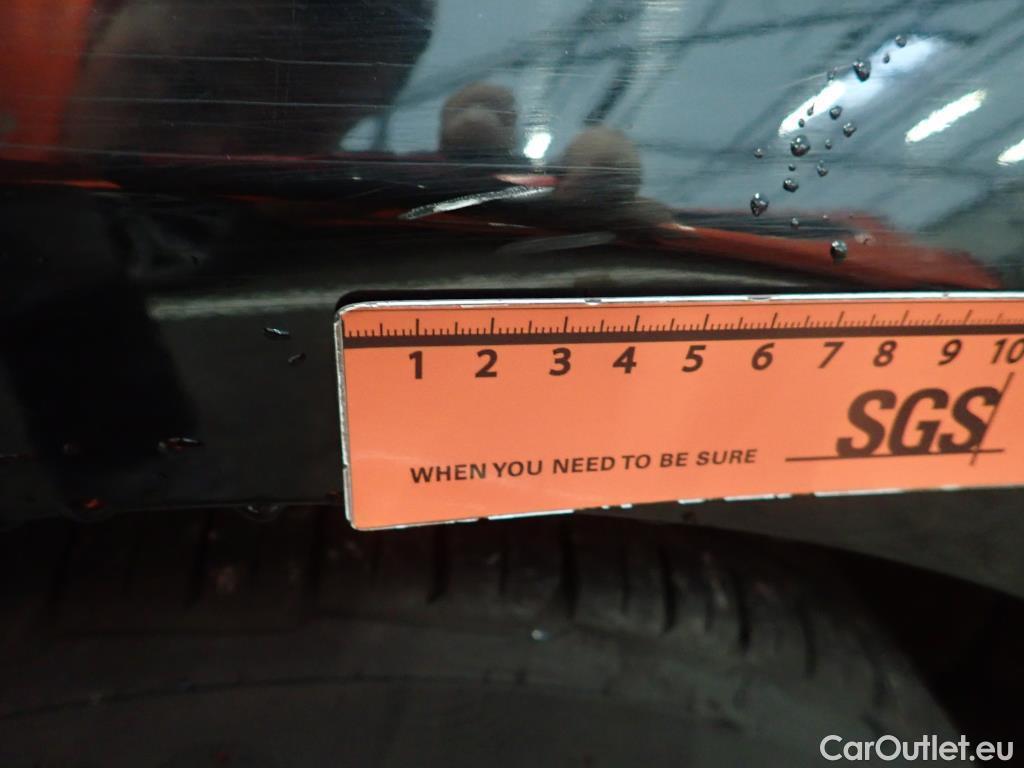 1 2 3 4 5 6 7 8 9 10
SGS
WHEN YOU NEED TO BE SURE
CarOutlet.eu